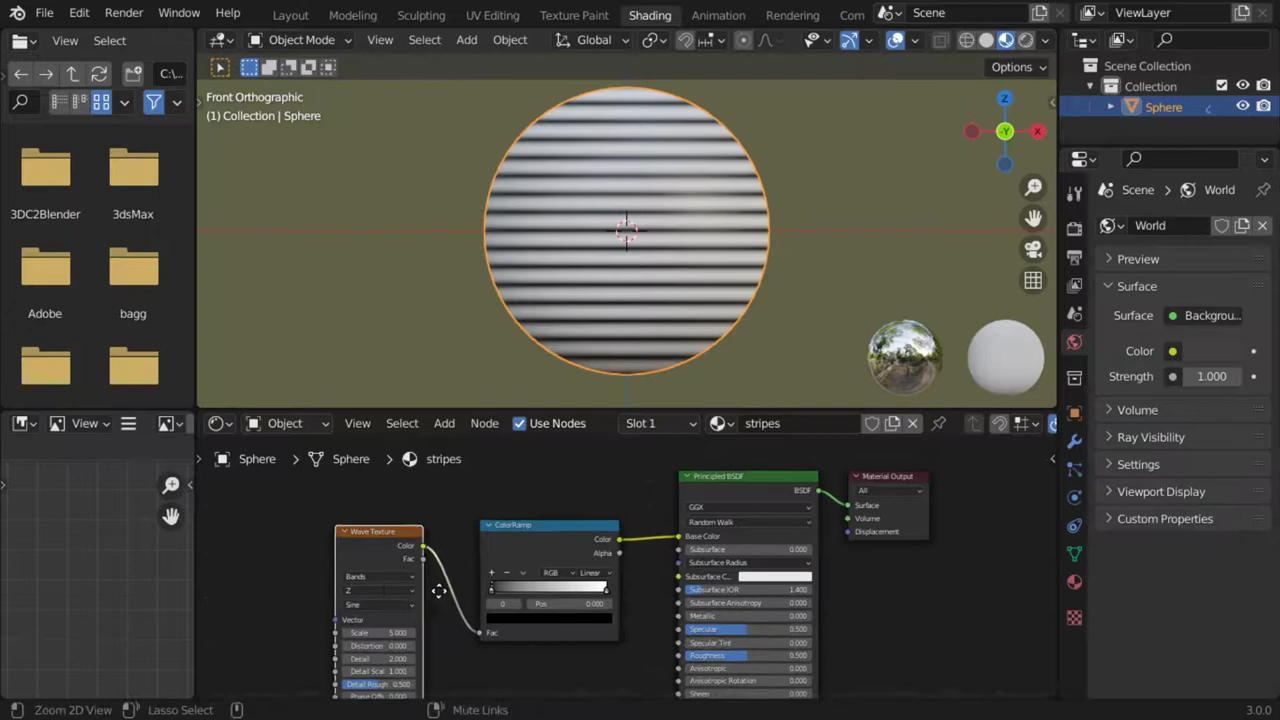 File Edit Render Window Help Layout Modeling Sculpting UV Editing Texture Paint Shading Animation Rendering Com Scene ViewLayer
View Select Object Mode View Select Add Object Global
Scene Collection
Collection
Sphere
C:\...
Options
Front Orthographic
(1) Collection | Sphere
Z
-Y
X
3DC2Blender 3dsMax
Adobe bagg
Scene World
World
Preview
Surface
Surface Backgrou...
Color
Strength 1.000
Volume
Ray Visibility
Settings
Viewport Display
Custom Properties
View Object View Select Add Node Use Nodes Slot 1 stripes
Sphere Sphere stripes
Wave Texture
Color
Fac
Bands
Z
Sine
Vector
Scale 5.000
Distortion 0.000
Detail 2.000
Detail Scal 1.000
Detail Rough 0.500
Phase Offs 0.000
ColorRamp
Color
Alpha
RGB Linear
0 Pos 0.000
Fac
Principled BSDF
BSDF
GGX
Random Walk
Base Color
Subsurface 0.000
Subsurface Radius
Subsurface C...
Subsurface IOR 1.400
Subsurface Anisotropy 0.000
Metallic 0.000
Specular 0.500
Specular Tint 0.000
Roughness 0.500
Anisotropic 0.000
Anisotropic Rotation 0.000
Sheen 0.000
Material Output
All
Surface
Volume
Displacement
Zoom 2D View Lasso Select Mute Links 3.0.0